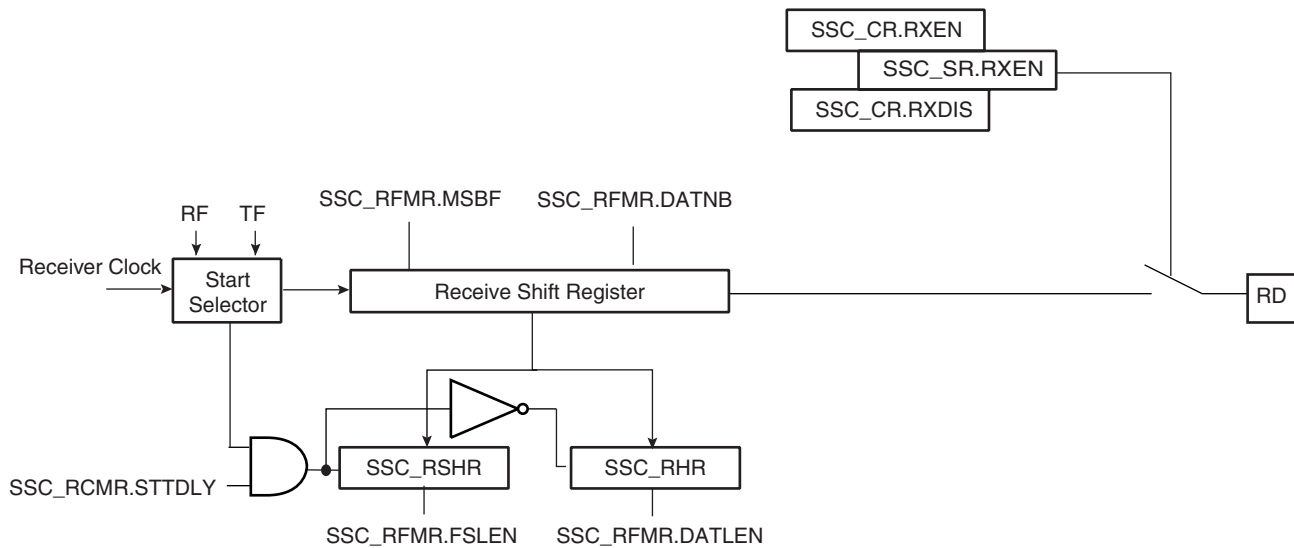 SSC_CR.RXEN
SSC_SR.RXEN
SSC_CR.RXDIS
SSC_RFMR.MSBF
SSC_RFMR.DATNB
RF
TF
Receiver Clock
Start
Selector
Receive Shift Register
RD
SSC_RSHR
SSC_RHR
SSC_RCMR.STTDLY
SSC_RFMR.FSLEN
SSC_RFMR.DATLEN